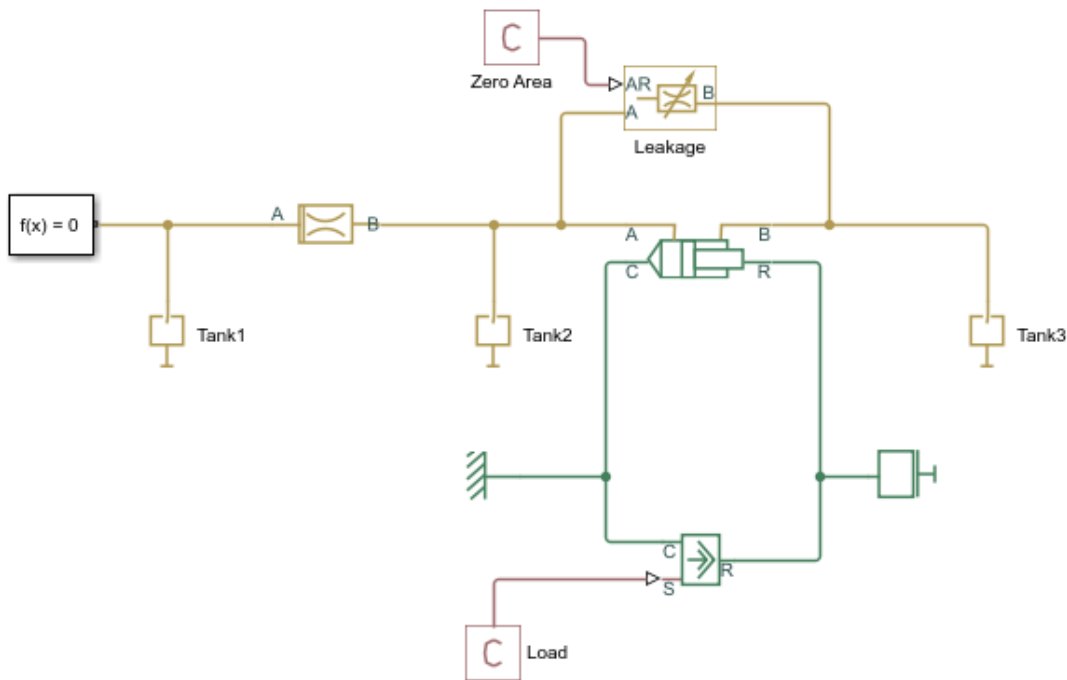 C
Zero Area
AR
B
A
Leakage
f(x) = 0
A
B
A
B
C
R
Tank1
Tank2
Tank3
C
R
S
C
Load